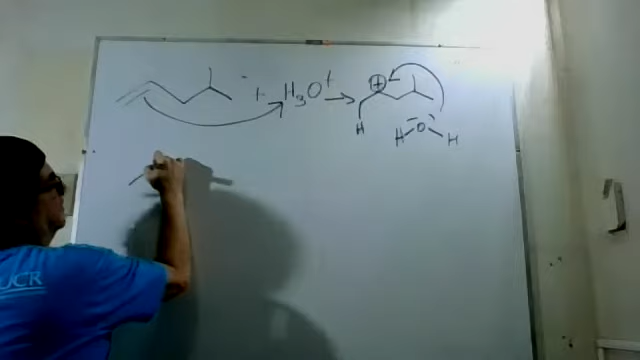 + H₃O⁺ → ⊕
H
H O H
UCR